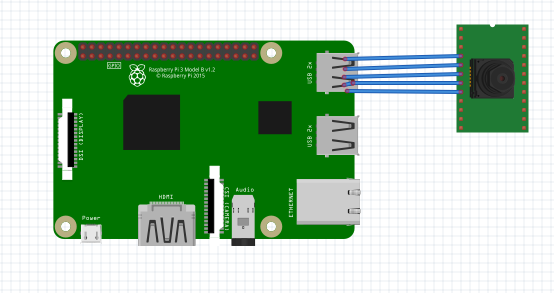 GPIO
Raspberry Pi 3 Model B v1.2
© Raspberry Pi 2015
USB 2x
DSI (DISPLAY)
USB 2x
HDMI
CSI (CAMERA)
Audio
ETHERNET
Power